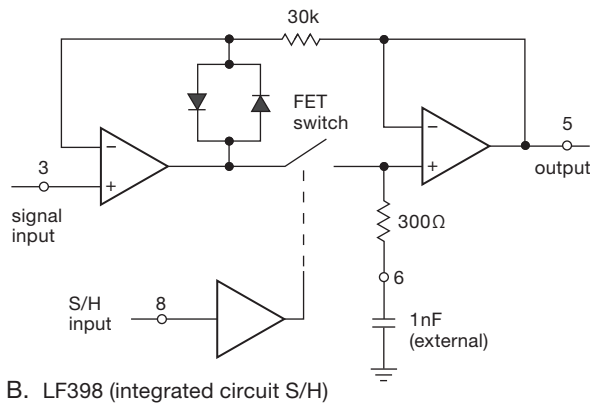 30k
FET
switch
−
+
3
signal
input
−
+
5
output
300Ω
6
S/H
input
8
1nF
(external)
B. LF398 (integrated circuit S/H)